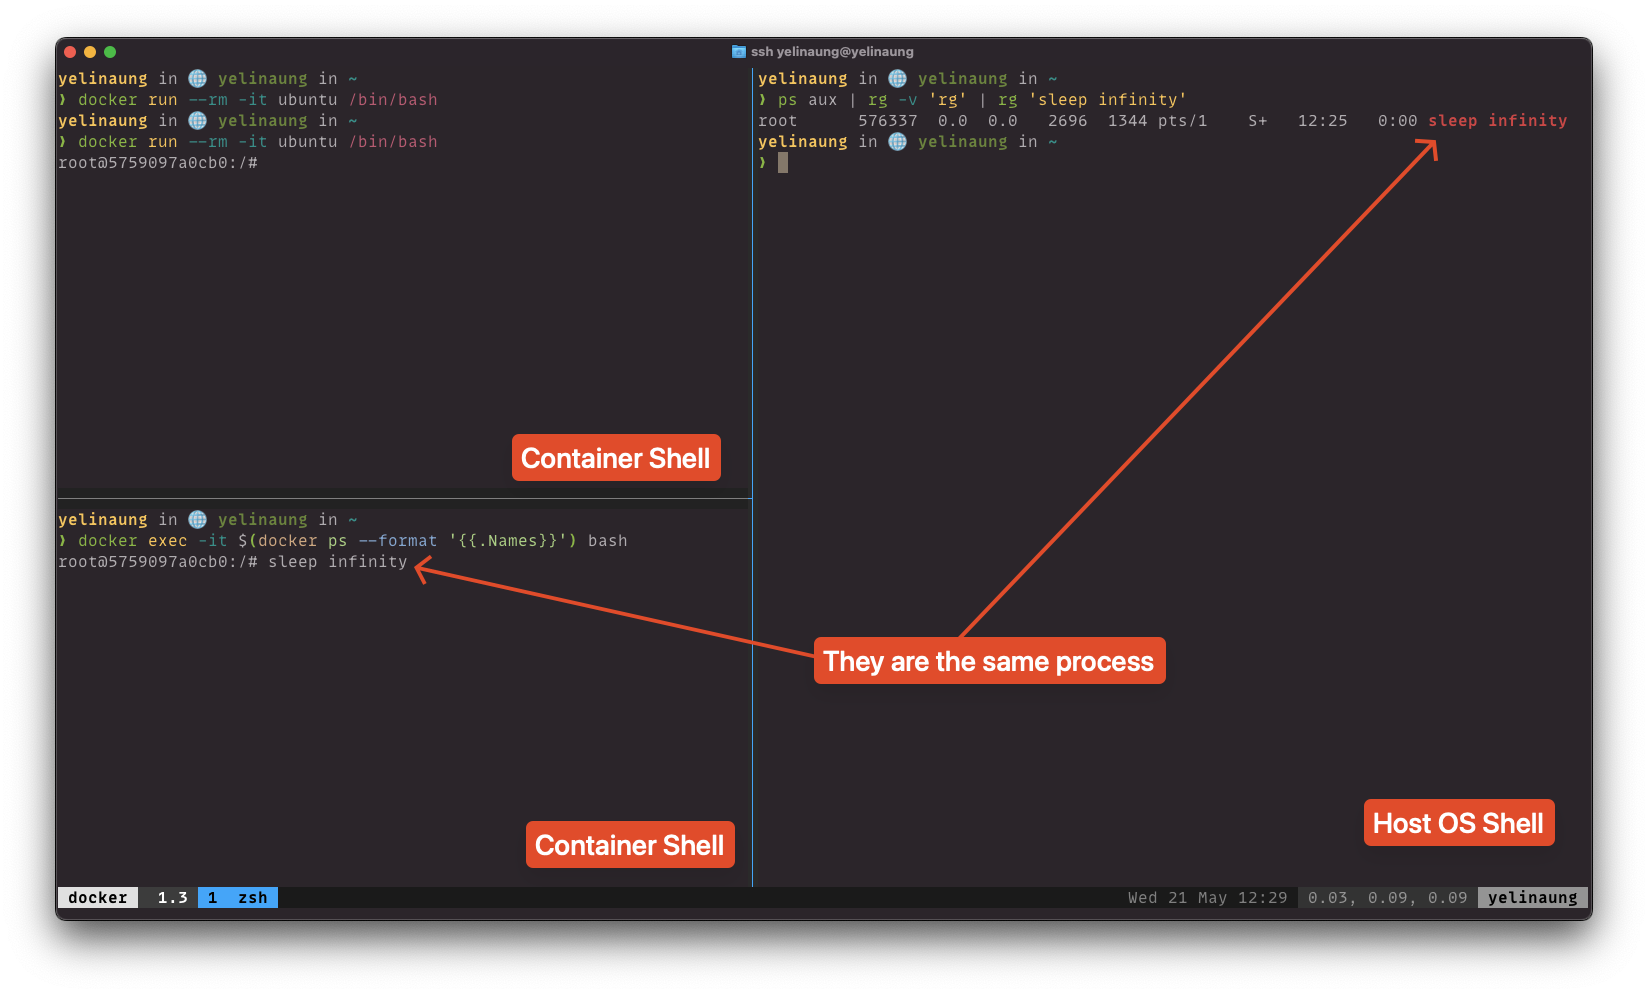 ssh yelinaung@yelinaung
yelinaung in 🌐 yelinaung in ~
❯ docker run --rm -it ubuntu /bin/bash
yelinaung in 🌐 yelinaung in ~
❯ docker run --rm -it ubuntu /bin/bash
root@5759097a0cb0:/#
Container Shell
yelinaung in 🌐 yelinaung in ~
❯ docker exec -it $(docker ps --format '{{.Names}}') bash
root@5759097a0cb0:/# sleep infinity
Container Shell
yelinaung in 🌐 yelinaung in ~
❯ ps aux | rg -v 'rg' | rg 'sleep infinity'
root      576337  0.0  0.0   2696  1344 pts/1    S+   12:25   0:00 sleep infinity
yelinaung in 🌐 yelinaung in ~
❯
They are the same process
Host OS Shell
docker  1.3  1  zsh  Wed 21 May 12:29  0.03, 0.09, 0.09  yelinaung